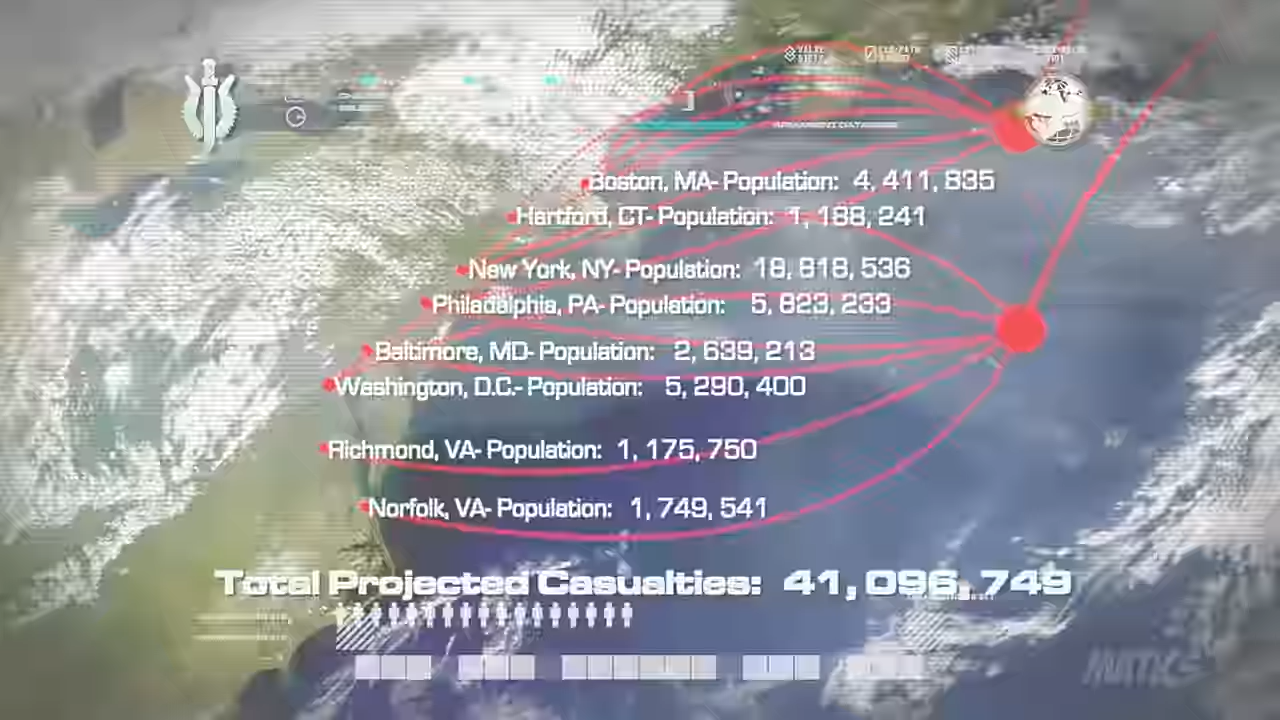 Boston, MA- Population: 4, 411, 835
Hartford, CT- Population: 1, 188, 241
New York, NY- Population: 18, 818, 536
Philadelphia, PA- Population: 5, 823, 233
Baltimore, MD- Population: 2, 639, 213
Washington, D.C.- Population: 5, 290, 400
Richmond, VA- Population: 1, 175, 750
Norfolk, VA- Population: 1, 749, 541
Total Projected Casualties: 41, 096, 749